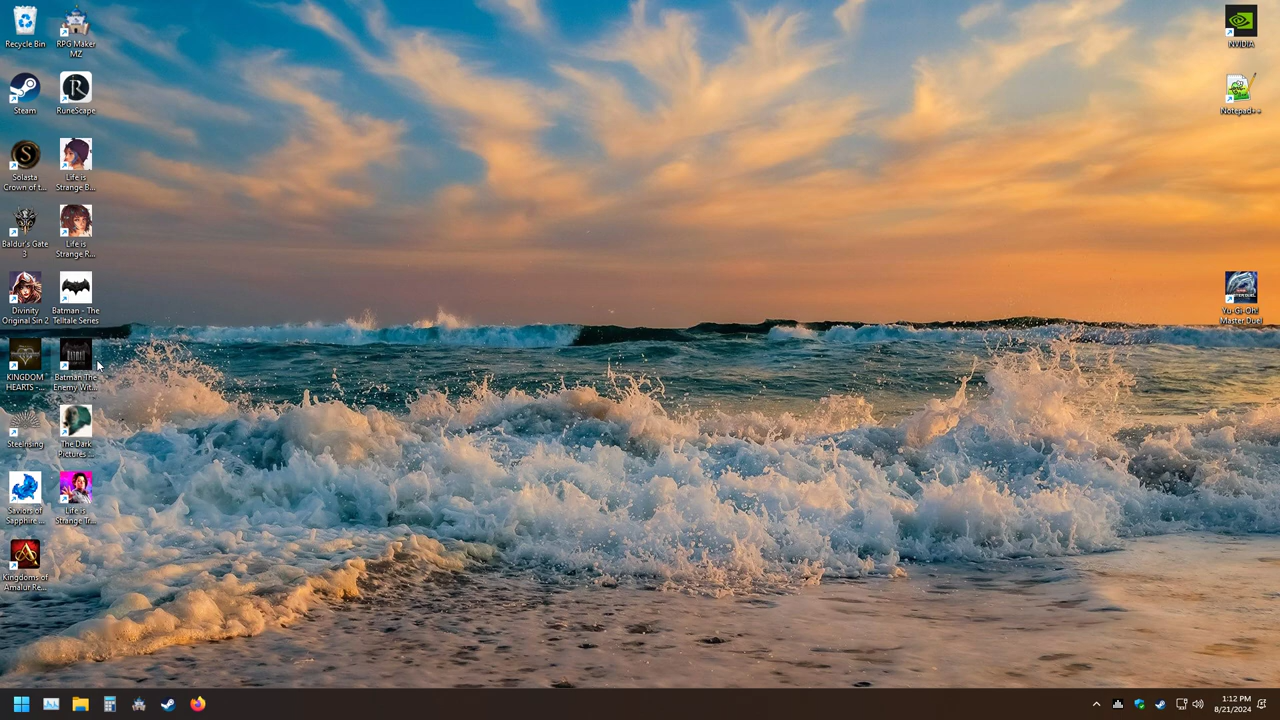 Recycle Bin
RPG Maker
MZ
Steam
RuneScape
Solasta
Crown of t...
Life is
Strange B...
Baldur's Gate
3
Life is
Strange R...
Divinity
Original Sin 2
Batman - The
Telltale Series
KINGDOM
HEARTS -...
Batman The
Enemy Wit...
Steelrising
The Dark
Pictures ...
Saviors of
Sapphire ...
Life is
Strange Tr...
Kingdoms of
Amalur Re...
NVIDIA
Notepad++
Yu-Gi-Oh!
Master Duel
1:12 PM
8/21/2024